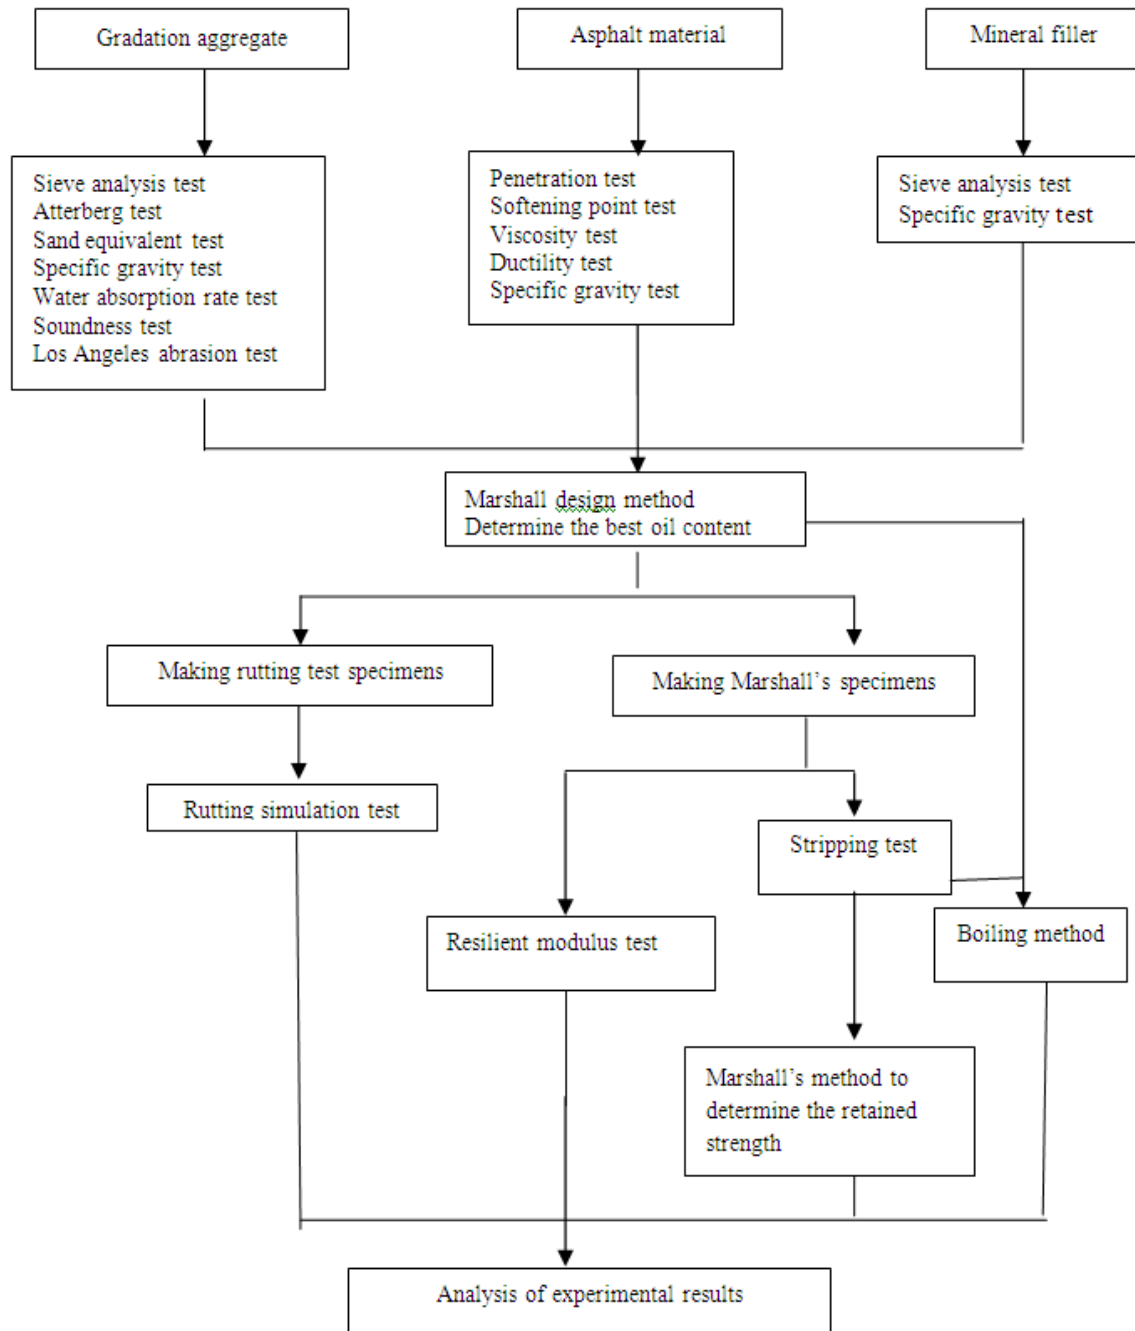 Gradation aggregate
Asphalt material
Mineral filler
Sieve analysis test
Atterberg test
Sand equivalent test
Specific gravity test
Water absorption rate test
Soundness test
Los Angeles abrasion test
Penetration test
Softening point test
Viscosity test
Ductility test
Specific gravity test
Sieve analysis test
Specific gravity test
Marshall design method
Determine the best oil content
Making rutting test specimens
Making Marshall's specimens
Rutting simulation test
Stripping test
Resilient modulus test
Boiling method
Marshall's method to
determine the retained
strength
Analysis of experimental results